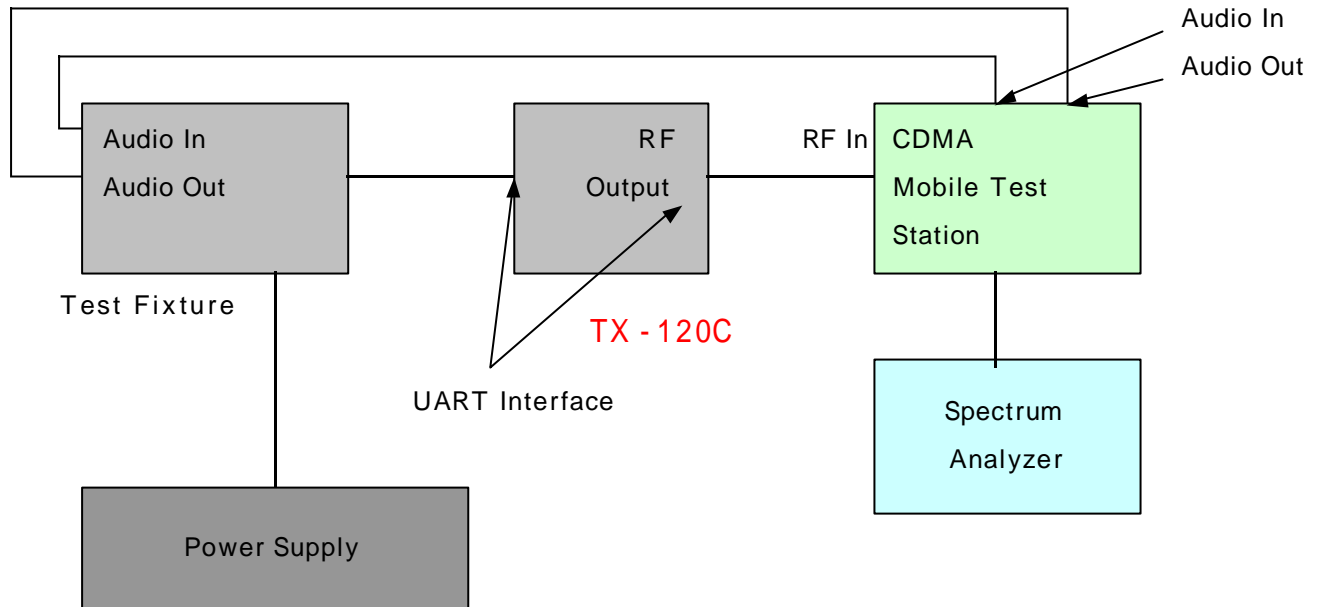 Audio In
Audio Out
Audio In
Audio Out
Test Fixture
RF
Output
RF In
CDMA
Mobile Test
Station
TX - 120C
UART Interface
Spectrum
Analyzer
Power Supply